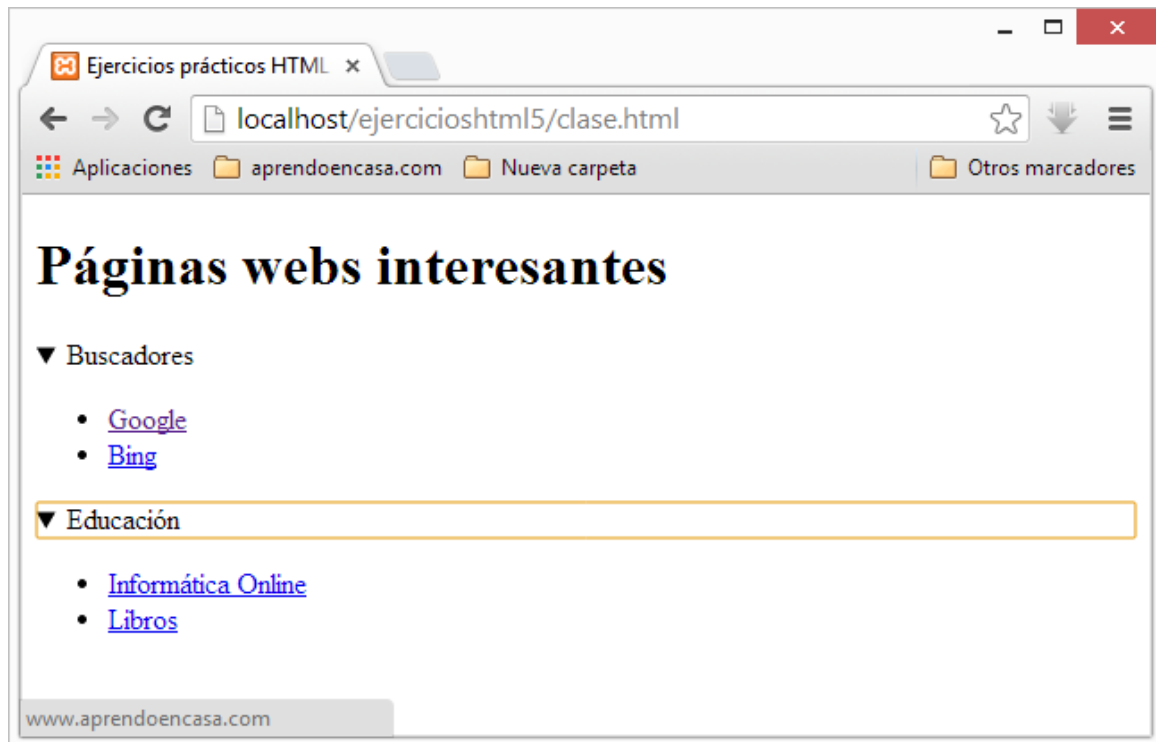 Ejercicios prácticos HTML
localhost/ejercicioshtml5/clase.html
Aplicaciones aprendoencasa.com Nueva carpeta Otros marcadores
Páginas webs interesantes
Buscadores
Google
Bing
Educación
Informática Online
Libros
www.aprendoencasa.com